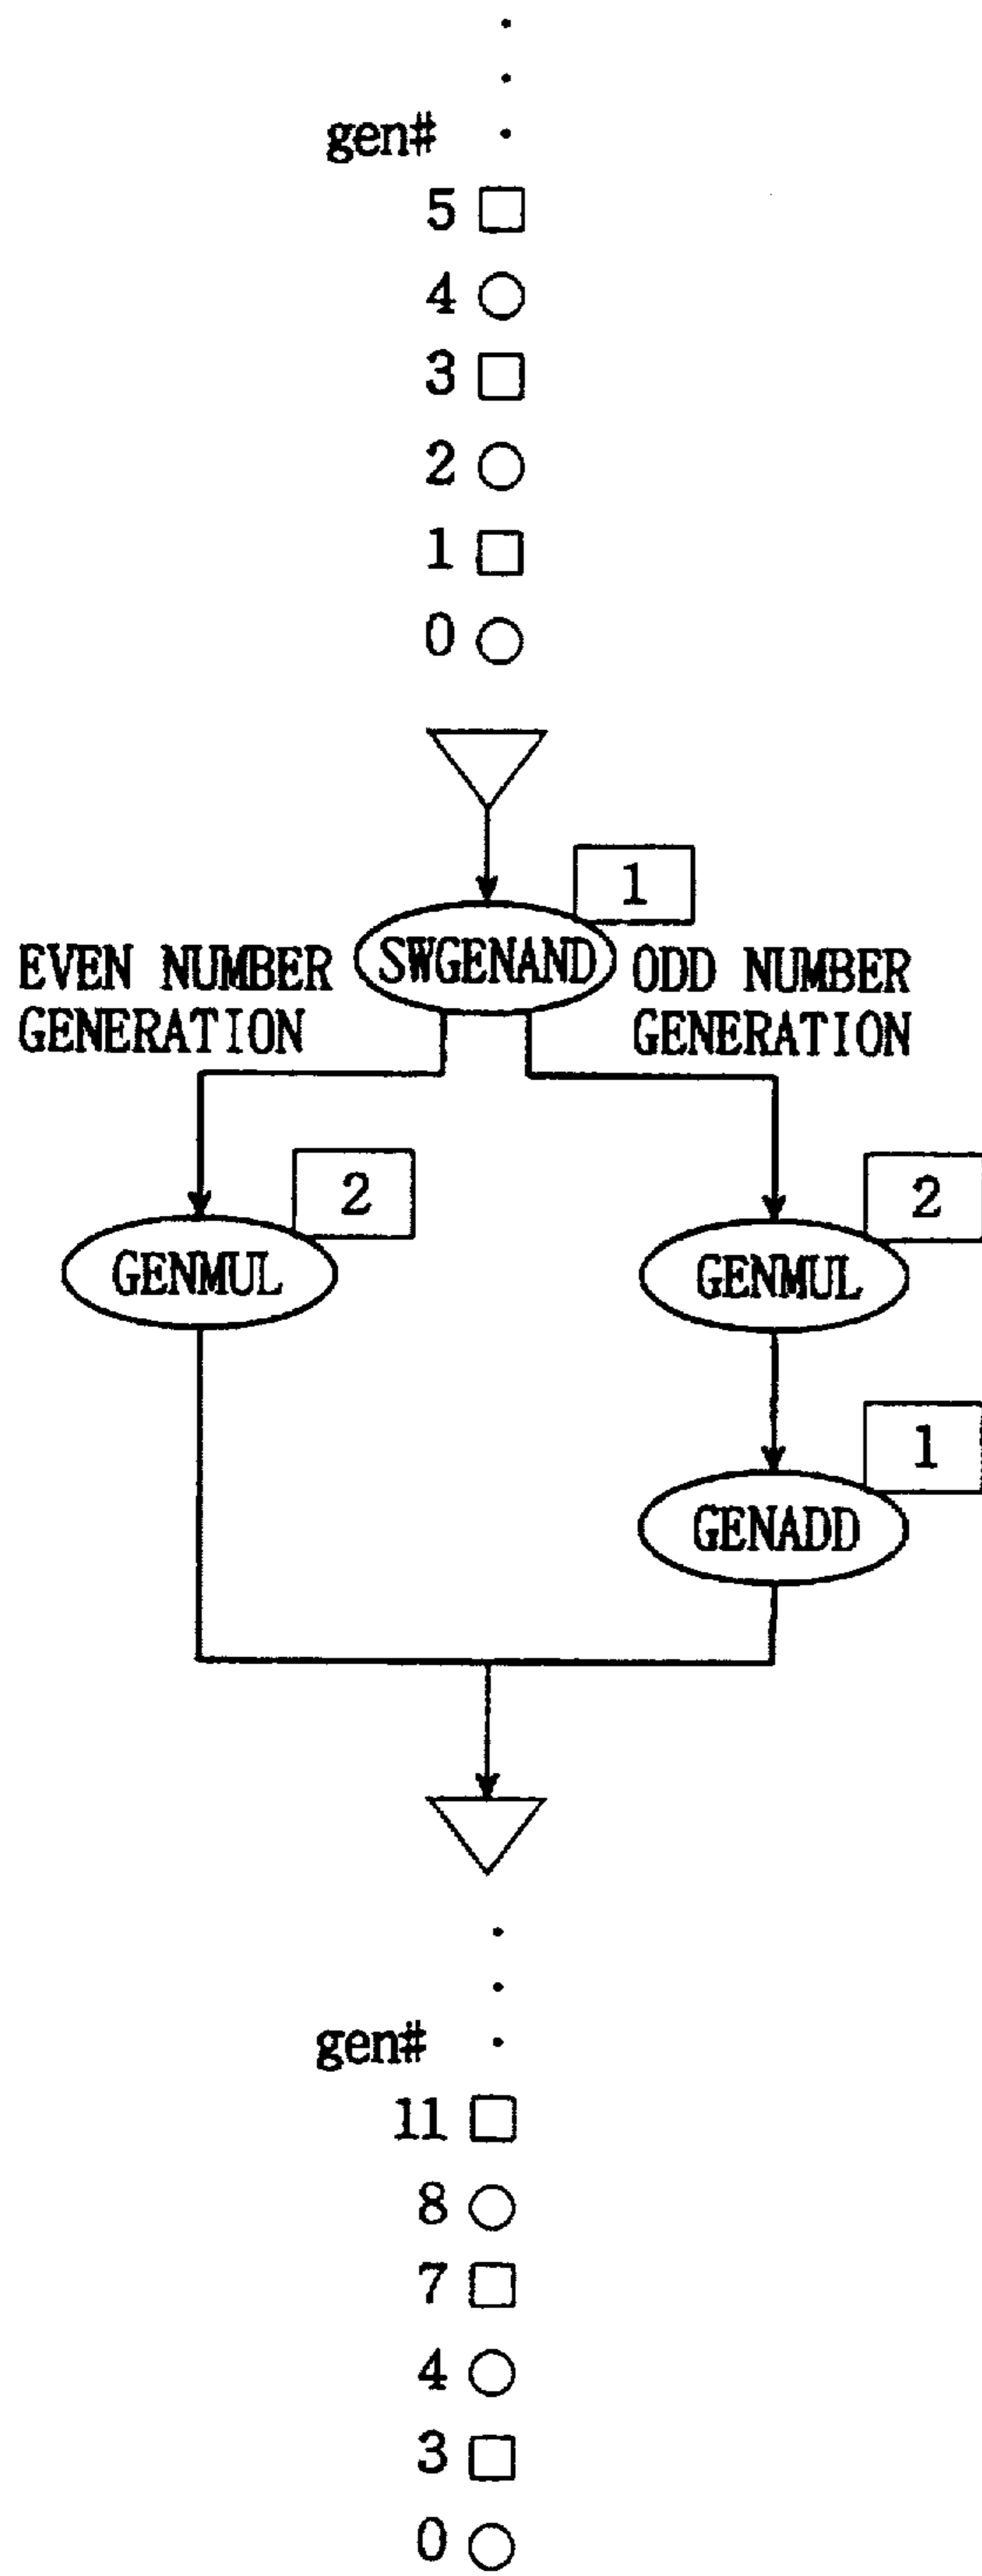 gen#
5
4
3
2
1
0
1
SWGENAND
EVEN NUMBER
GENERATION
ODD NUMBER
GENERATION
2
GENMUL
2
GENMUL
1
GENADD
gen#
11
8
7
4
3
0